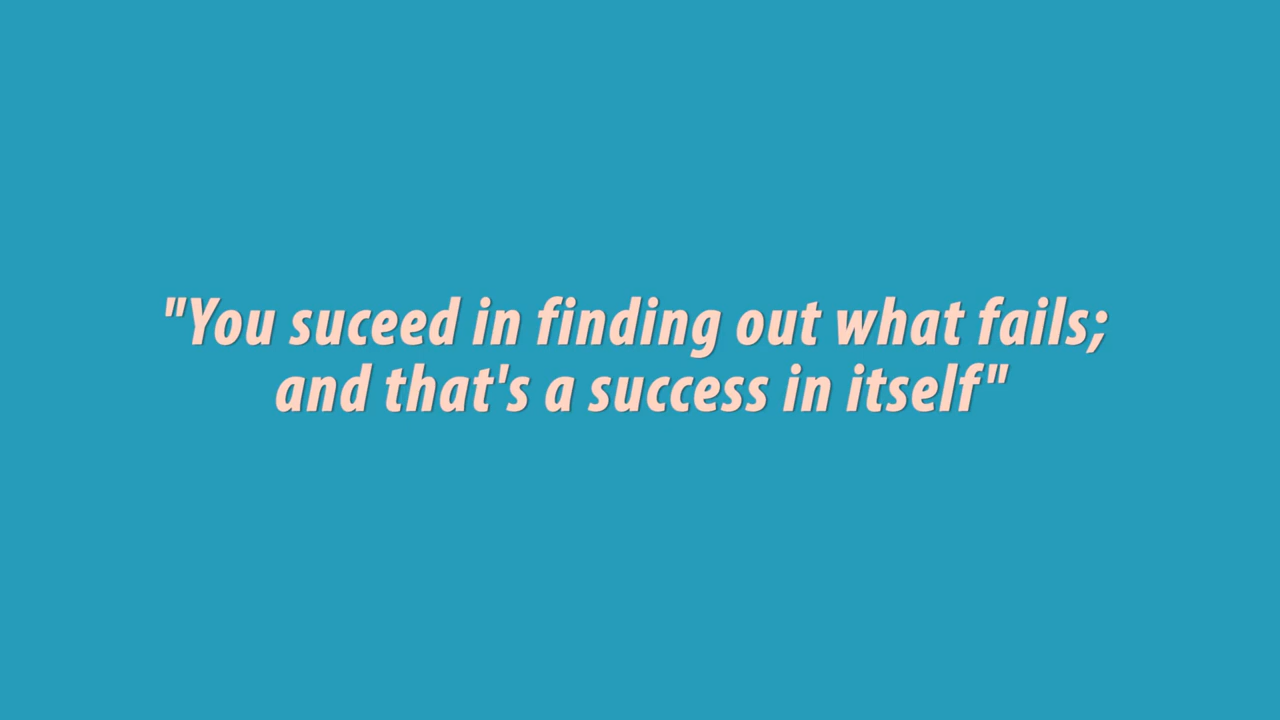 "You suceed in finding out what fails;
and that's a success in itself"